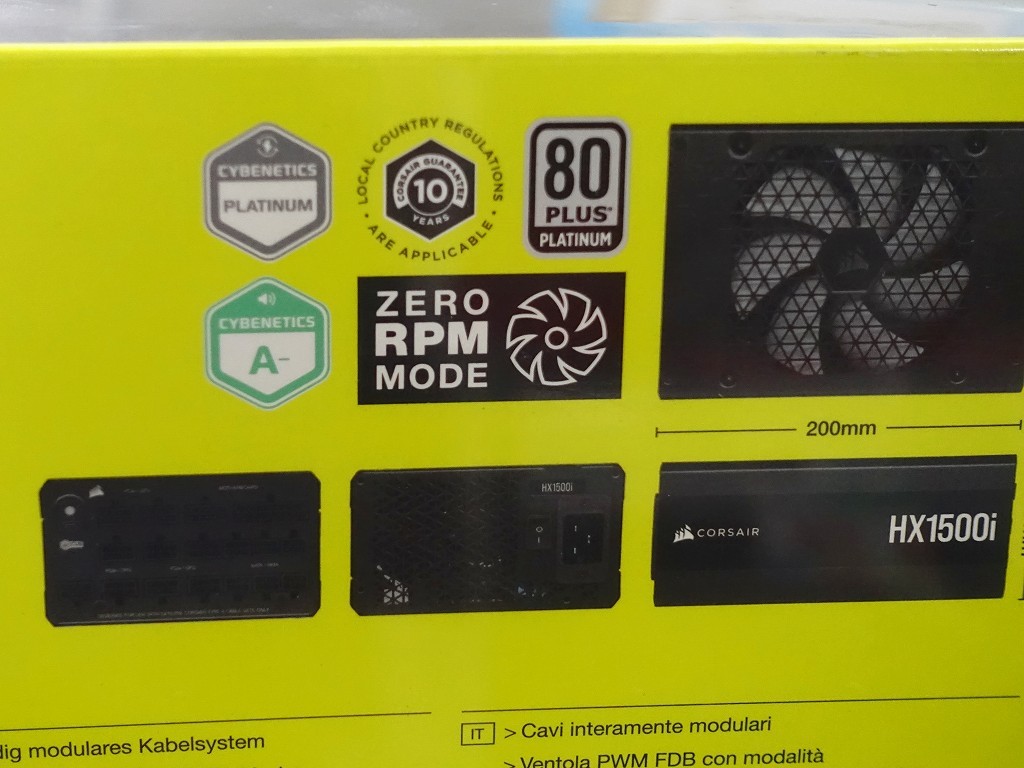 CYBENETICS
PLATINUM
LOCAL COUNTRY REGULATIONS
• ARE APPLICABLE •
CORSAIR GUARANTEE
10
YEARS
80
PLUS
PLATINUM
CYBENETICS
A-
ZERO
RPM
MODE
200mm
HX1500i
CORSAIR
HX1500i
dig modulares Kabelsystem
IT > Cavi interamente modulari
> Ventola PWM FDB con modalità